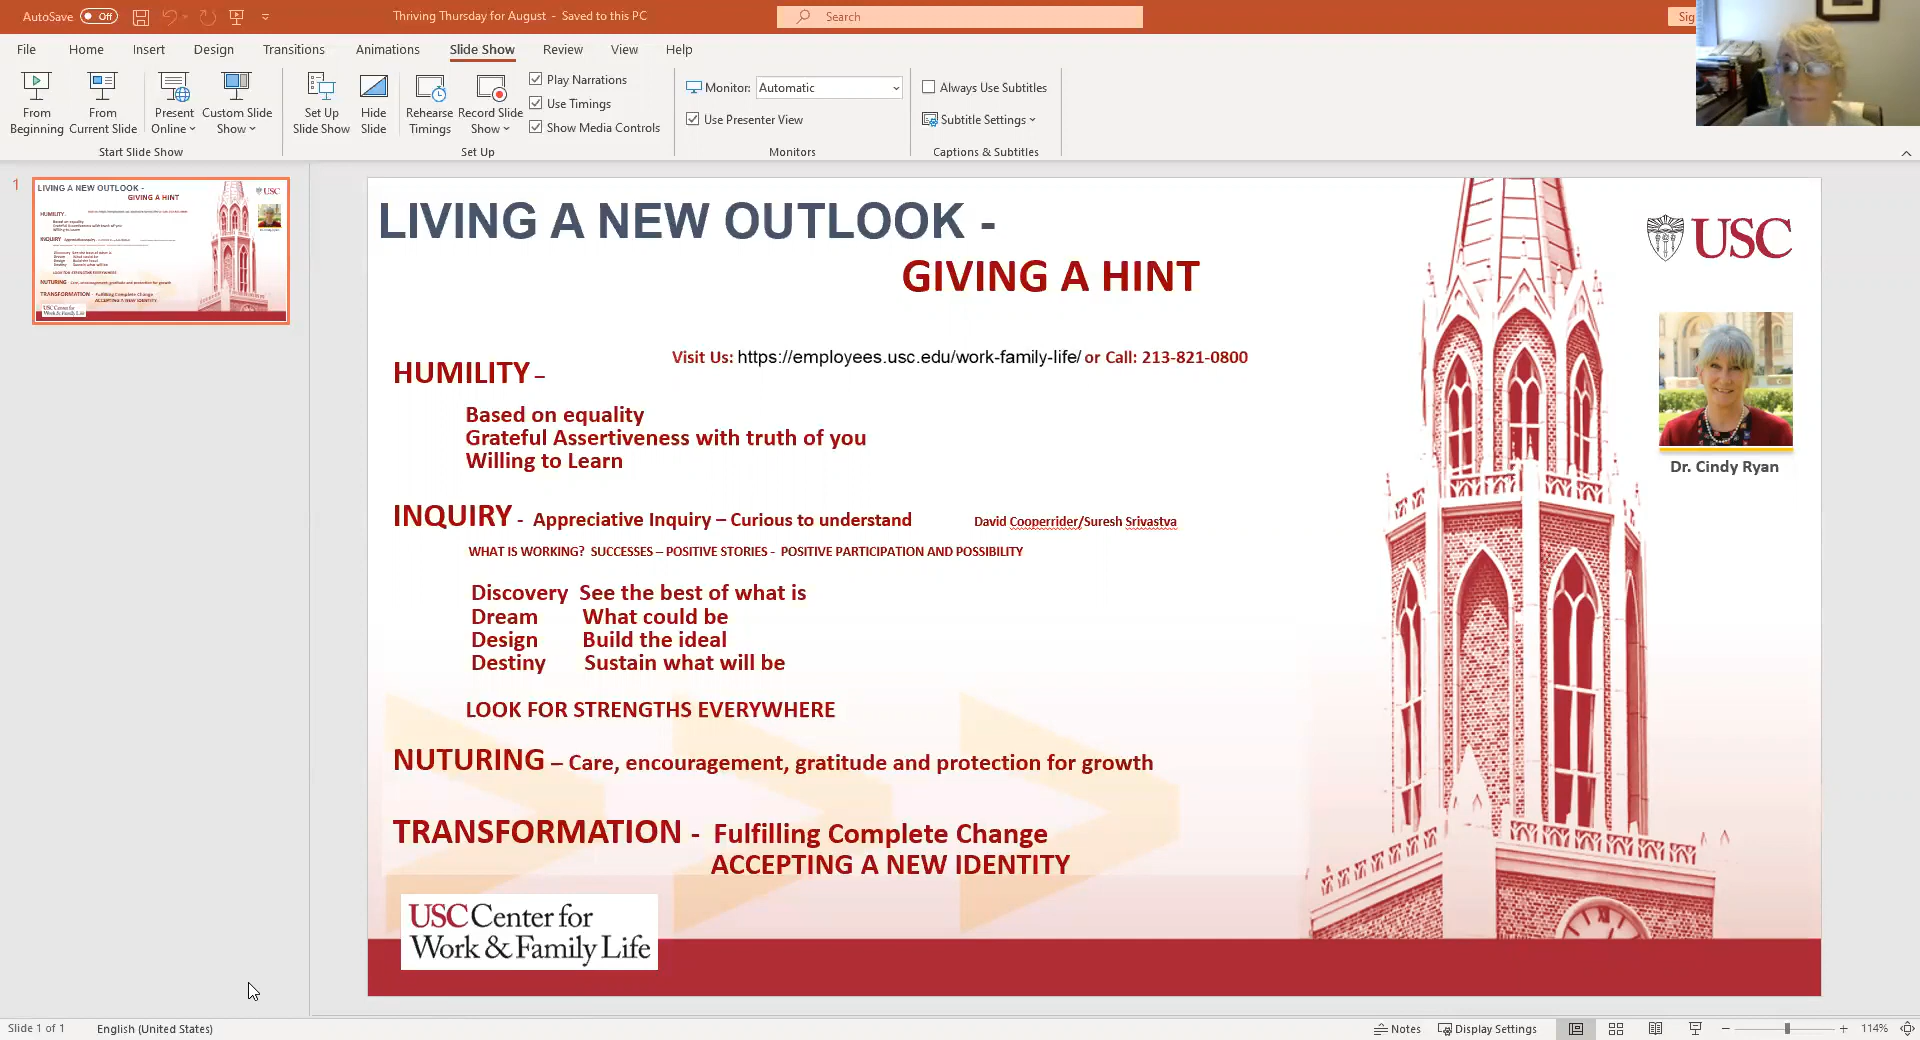 AutoSave Off
Thriving Thursday for August - Saved to this PC
Search
File Home Insert Design Transitions Animations Slide Show Review View Help
From Beginning
From Current Slide
Present Online
Custom Slide Show
Start Slide Show
Set Up Slide Show
Hide Slide
Rehearse Timings
Record Slide Show
Play Narrations
Use Timings
Show Media Controls
Set Up
Monitor: Automatic
Use Presenter View
Monitors
Always Use Subtitles
Subtitle Settings
Captions & Subtitles
1
LIVING A NEW OUTLOOK -
GIVING A HINT
USC
Visit Us: https://employees.usc.edu/work-family-life/ or Call: 213-821-0800
HUMILITY –
Based on equality
Grateful Assertiveness with truth of you
Willing to Learn
Dr. Cindy Ryan
INQUIRY - Appreciative Inquiry – Curious to understand David Cooperrider/Suresh Srivastva
WHAT IS WORKING? SUCCESSES – POSITIVE STORIES - POSITIVE PARTICIPATION AND POSSIBILITY
Discovery See the best of what is
Dream What could be
Design Build the ideal
Destiny Sustain what will be
LOOK FOR STRENGTHS EVERYWHERE
NUTURING – Care, encouragement, gratitude and protection for growth
TRANSFORMATION - Fulfilling Complete Change
ACCEPTING A NEW IDENTITY
USC Center for
Work & Family Life
Slide 1 of 1 English (United States) Notes Display Settings 114%